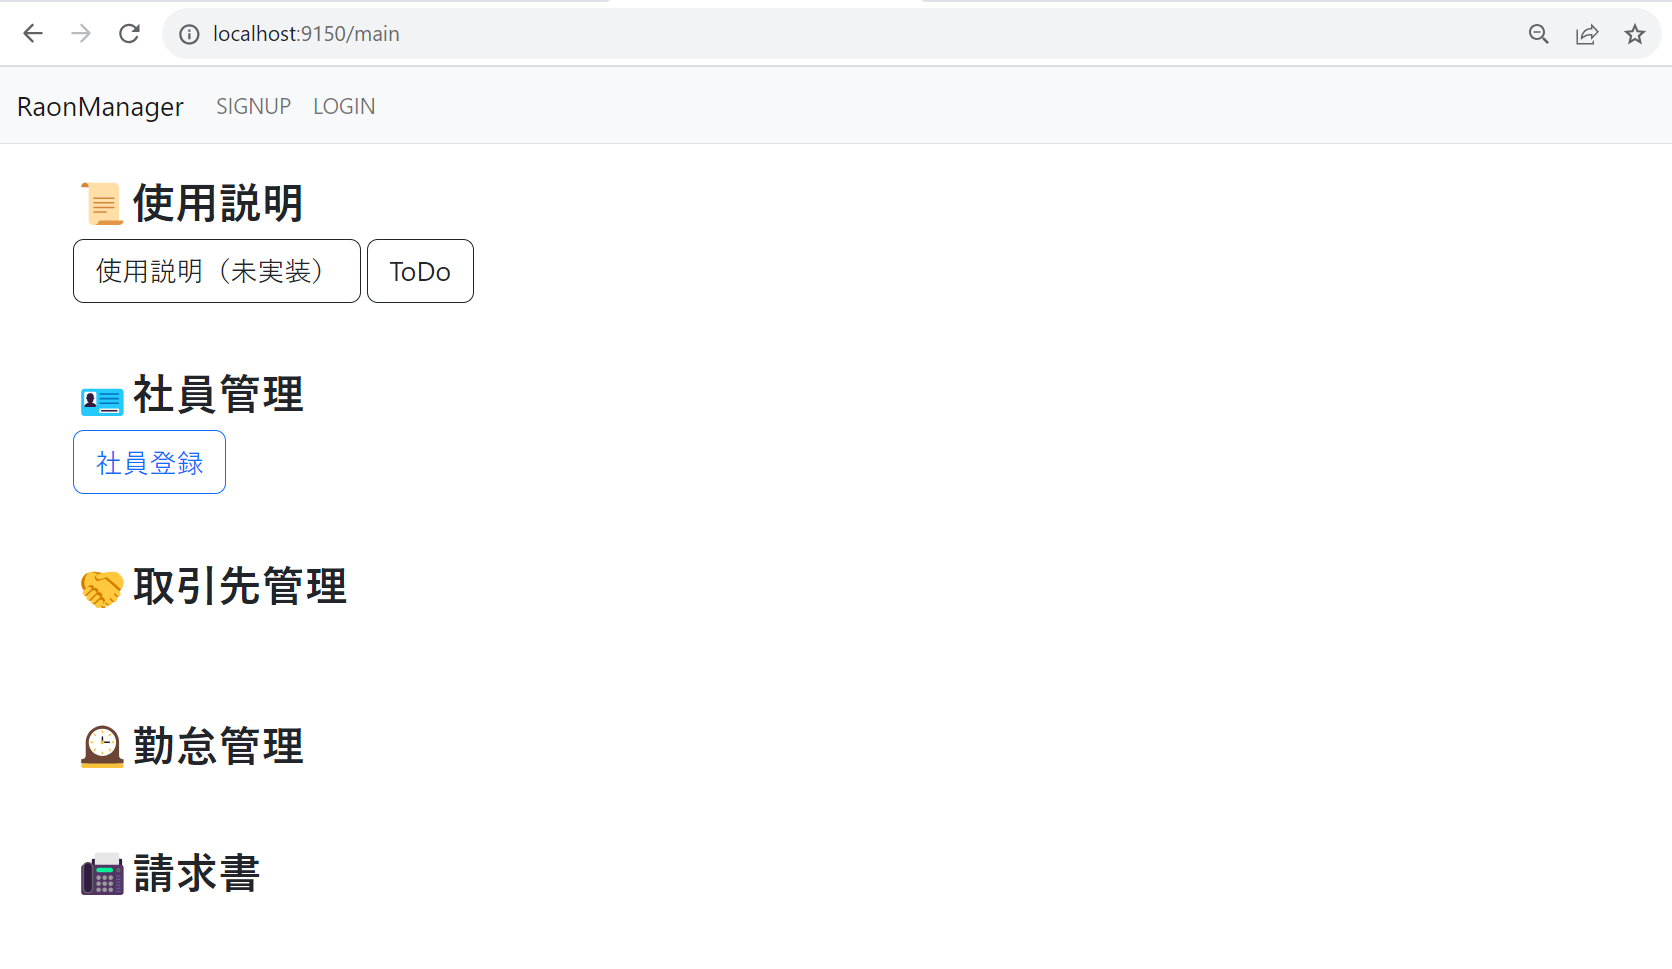 localhost:9150/main
RaonManager SIGNUP LOGIN
使用説明
使用説明（未実装） ToDo
社員管理
社員登録
取引先管理
勤怠管理
請求書